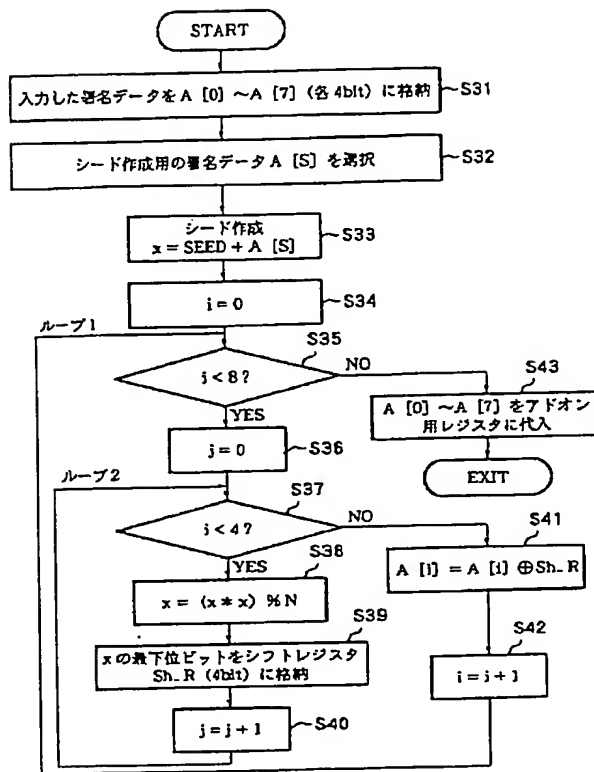 START
入力した署名データをA [0] ～A [7] (各4bit) に格納
S31
シード作成用の署名データA [S] を選択
S32
シード作成
x = SEED + A [S]
S33
i = 0
S34
ループ1
i < 8 ?
S35
NO
YES
A [0] ～A [7] をアドオン
用レジスタに代入
S43
EXIT
j = 0
S36
ループ2
j < 4 ?
S37
NO
YES
x = (x * x) % N
S38
xの最下位ビットをシフトレジスタ
Sh_R (4bit) に格納
S39
j = j + 1
S40
A [i] = A [i] ⊕ Sh_R
S41
i = i + 1
S42